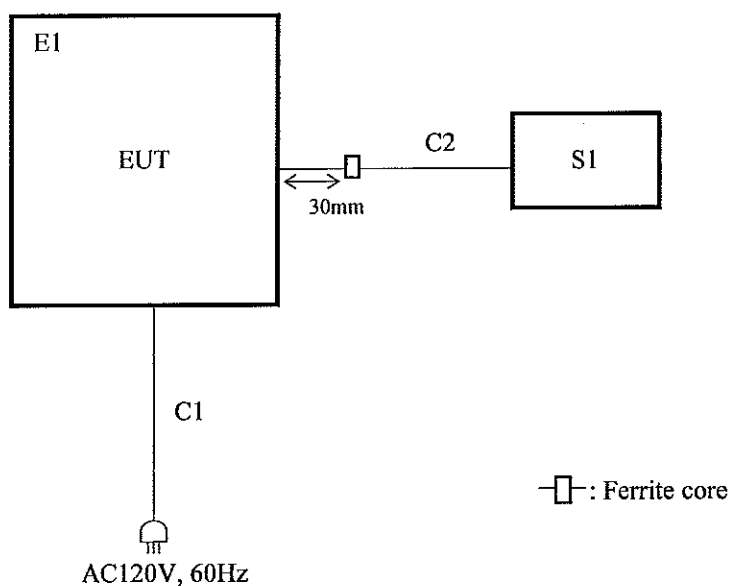 E1
EUT
C2
S1
30mm
C1
: Ferrite core
AC120V, 60Hz